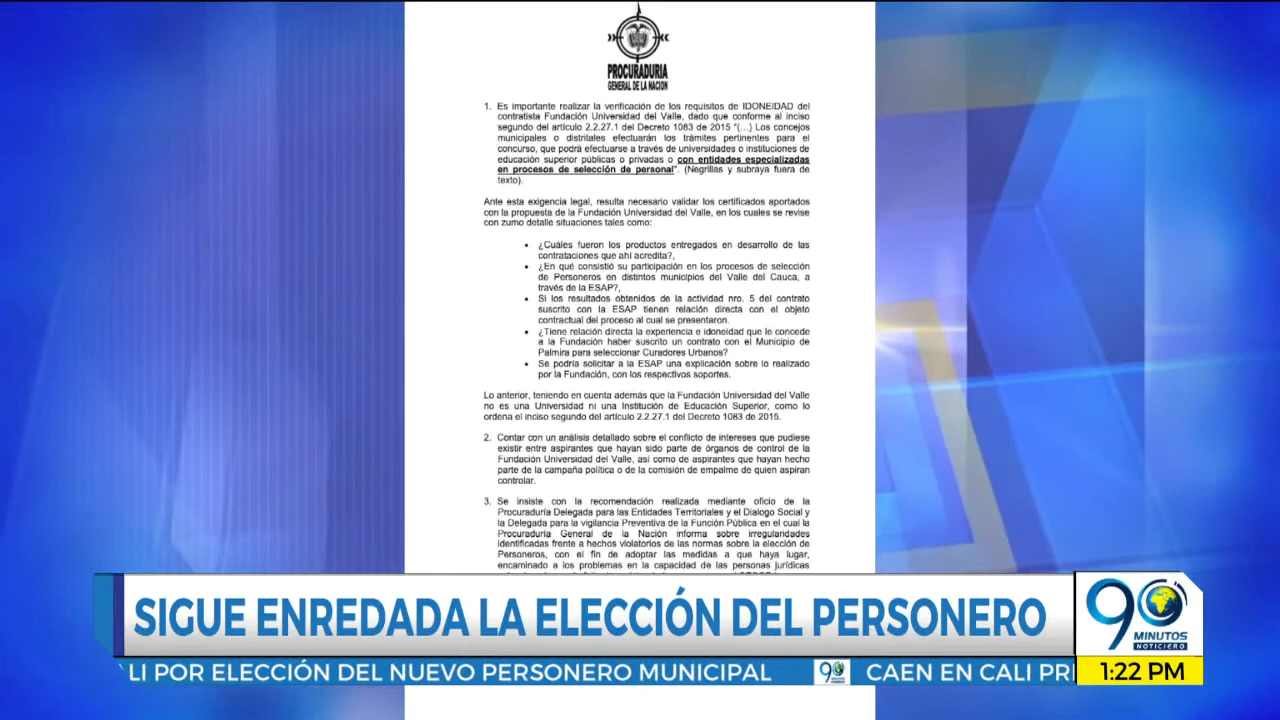 PROCURADURIA
GENERAL DE LA NACION
1. Es importante realizar la verificación de los requisitos de IDONEIDAD del
contratista Fundación Universidad del Valle, dado que conforme al inciso
segundo del artículo 2.2.27.1 del Decreto 1083 de 2015 "(…) Los concejos
municipales o distritales efectuarán los trámites pertinentes para el
concurso, que podrá efectuarse a través de universidades o instituciones de
educación superior públicas o privadas o con entidades especializadas
en procesos de selección de personal". (Negrillas y subraya fuera de
texto).
Ante esta exigencia legal, resulta necesario validar los certificados aportados
con la propuesta de la Fundación Universidad del Valle, en los cuales se revise
con zumo detalle situaciones tales como:
• ¿Cuáles fueron los productos entregados en desarrollo de las
contrataciones que ahí acredita?,
• ¿En qué consistió su participación en los procesos de selección
de Personeros en distintos municipios del Valle del Cauca, a
través de la ESAP?,
• Si los resultados obtenidos de la actividad nro. 5 del contrato
suscrito con la ESAP tienen relación directa con el objeto
contractual del proceso al cual se presentaron.
• ¿Tiene relación directa la experiencia e idoneidad que le concede
a la Fundación haber suscrito un contrato con el Municipio de
Palmira para seleccionar Curadores Urbanos?
• Se podría solicitar a la ESAP una explicación sobre lo realizado
por la Fundación, con los respectivos soportes.
Lo anterior, teniendo en cuenta además que la Fundación Universidad del Valle
no es una Universidad ni una Institución de Educación Superior, como lo
ordena el inciso segundo del artículo 2.2.27.1 del Decreto 1083 de 2015.
2. Contar con un análisis detallado sobre el conflicto de intereses que pudiese
existir entre aspirantes que hayan sido parte de órganos de control de la
Fundación Universidad del Valle, así como de aspirantes que hayan hecho
parte de la campaña política o de la comisión de empalme de quien aspiran
controlar.
3. Se insiste con la recomendación realizada mediante oficio de la
Procuraduría Delegada para las Entidades Territoriales y el Dialogo Social y
la Delegada para la vigilancia Preventiva de la Función Pública en el cual la
Procuraduría General de la Nación informa sobre irregularidades
identificadas frente a hechos violatorios de las normas sobre la elección de
Personeros, con el fin de adoptar las medidas a que haya lugar,
encaminado a los problemas en la capacidad de las personas jurídicas
SIGUE ENREDADA LA ELECCIÓN DEL PERSONERO
90
MINUTOS
NOTICIERO
LI POR ELECCIÓN DEL NUEVO PERSONERO MUNICIPAL
90
CAEN EN CALI PRE
1:22 PM